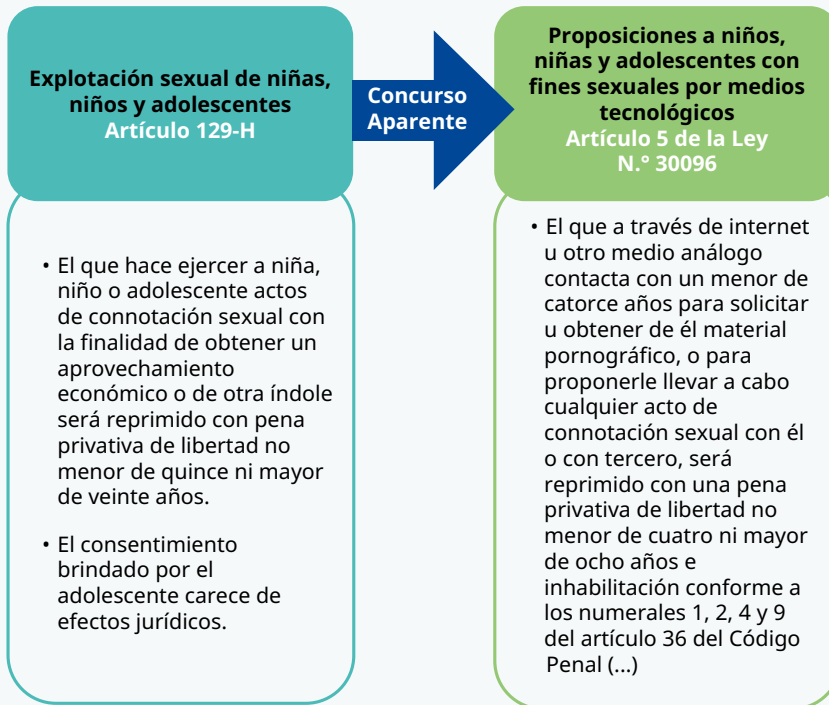 Explotación sexual de niñas,
niños y adolescentes
Artículo 129-H
Concurso
Aparente
Proposiciones a niños,
niñas y adolescentes con
fines sexuales por medios
tecnológicos
Artículo 5 de la Ley
N.° 30096
• El que hace ejercer a niña,
niño o adolescente actos
de connotación sexual con
la finalidad de obtener un
aprovechamiento
económico o de otra índole
será reprimido con pena
privativa de libertad no
menor de quince ni mayor
de veinte años.
• El consentimiento
brindado por el
adolescente carece de
efectos jurídicos.
• El que a través de internet
u otro medio análogo
contacta con un menor de
catorce años para solicitar
u obtener de él material
pornográfico, o para
proponerle llevar a cabo
cualquier acto de
connotación sexual con él
o con tercero, será
reprimido con una pena
privativa de libertad no
menor de cuatro ni mayor
de ocho años e
inhabilitación conforme a
los numerales 1, 2, 4 y 9
del artículo 36 del Código
Penal (...)